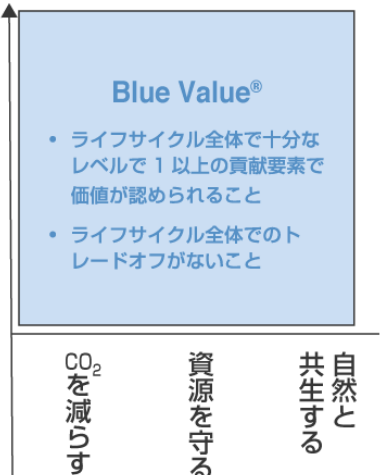 Blue Value®
• ライフサイクル全体で十分な
レベルで 1 以上の貢献要素で
価値が認められること
• ライフサイクル全体でのト
レードオフがないこと
CO₂を減らす
資源を守る
自然と
共生する